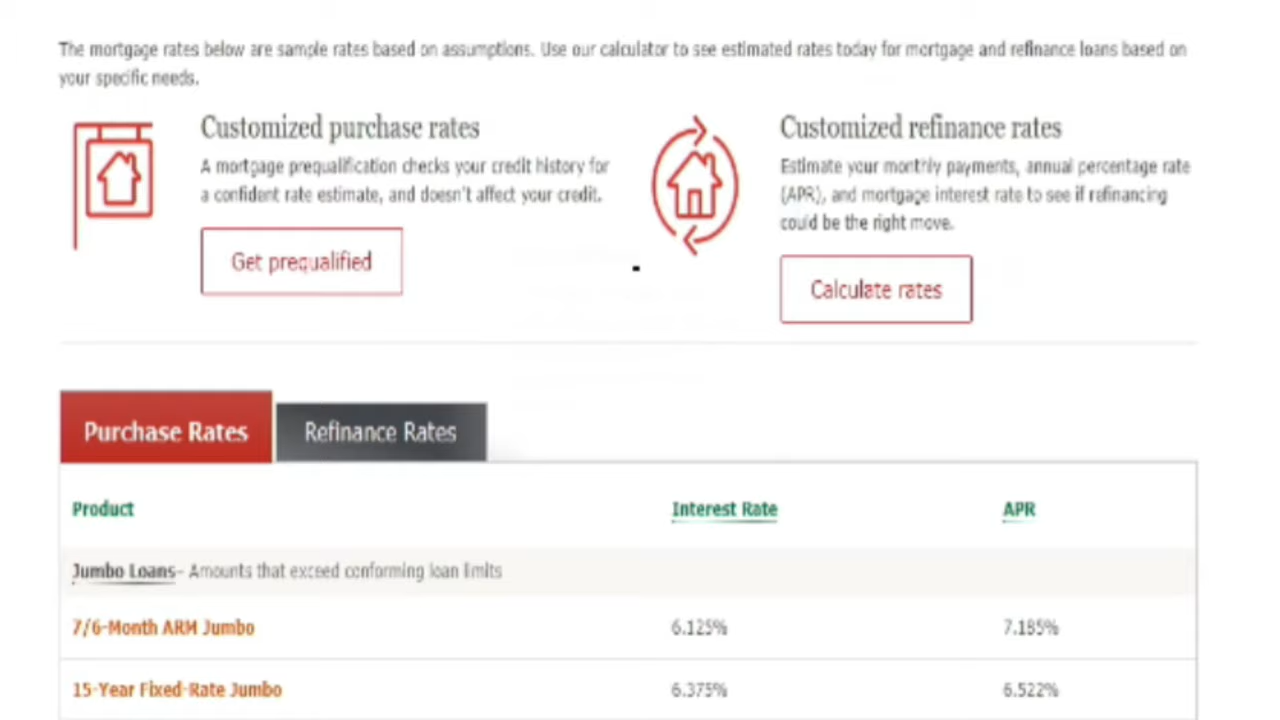 The mortgage rates below are sample rates based on assumptions. Use our calculator to see estimated rates today for mortgage and refinance loans based on
your specific needs.
Customized purchase rates
A mortgage prequalification checks your credit history for
a confident rate estimate, and doesn't affect your credit.
Get prequalified
Customized refinance rates
Estimate your monthly payments, annual percentage rate
(APR), and mortgage interest rate to see if refinancing
could be the right move.
Calculate rates
Purchase Rates Refinance Rates
Product Interest Rate APR
Jumbo Loans– Amounts that exceed conforming loan limits
7/6-Month ARM Jumbo 6.125% 7.185%
15-Year Fixed-Rate Jumbo 6.375% 6.522%